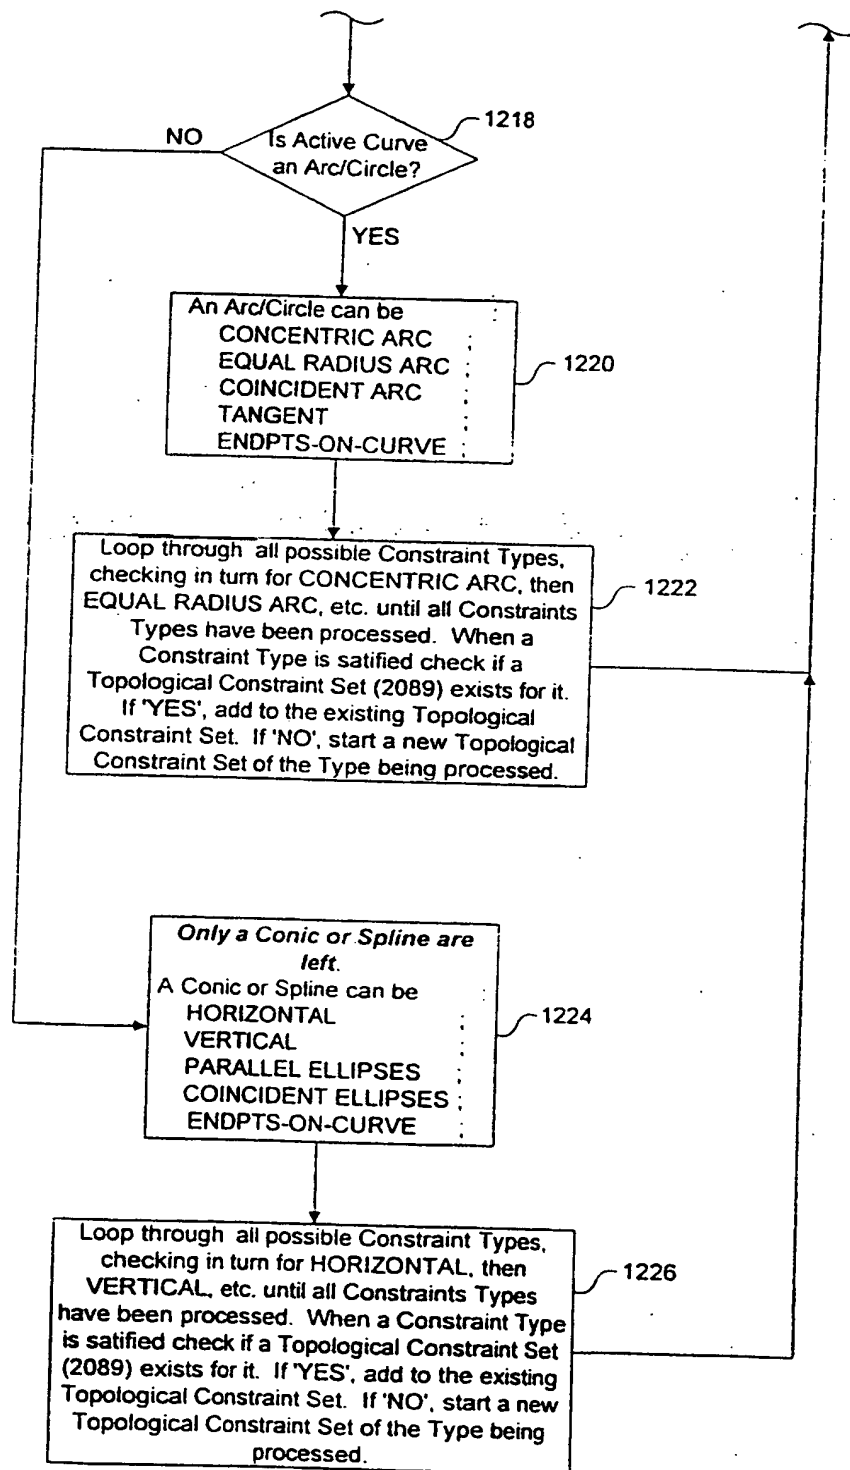 1218
NO
Is Active Curve
an Arc/Circle?
YES
An Arc/Circle can be
CONCENTRIC ARC
EQUAL RADIUS ARC
COINCIDENT ARC
TANGENT
ENDPTS-ON-CURVE
1220
Loop through all possible Constraint Types,
checking in turn for CONCENTRIC ARC, then
EQUAL RADIUS ARC, etc. until all Constraints
Types have been processed. When a
Constraint Type is satified check if a
Topological Constraint Set (2089) exists for it.
If 'YES', add to the existing Topological
Constraint Set. If 'NO', start a new Topological
Constraint Set of the Type being processed.
1222
Only a Conic or Spline are
left.
A Conic or Spline can be
HORIZONTAL
VERTICAL
PARALLEL ELLIPSES
COINCIDENT ELLIPSES
ENDPTS-ON-CURVE
1224
Loop through all possible Constraint Types,
checking in turn for HORIZONTAL, then
VERTICAL, etc. until all Constraints Types
have been processed. When a Constraint Type
is satified check if a Topological Constraint Set
(2089) exists for it. If 'YES', add to the existing
Topological Constraint Set. If 'NO', start a new
Topological Constraint Set of the Type being
processed.
1226